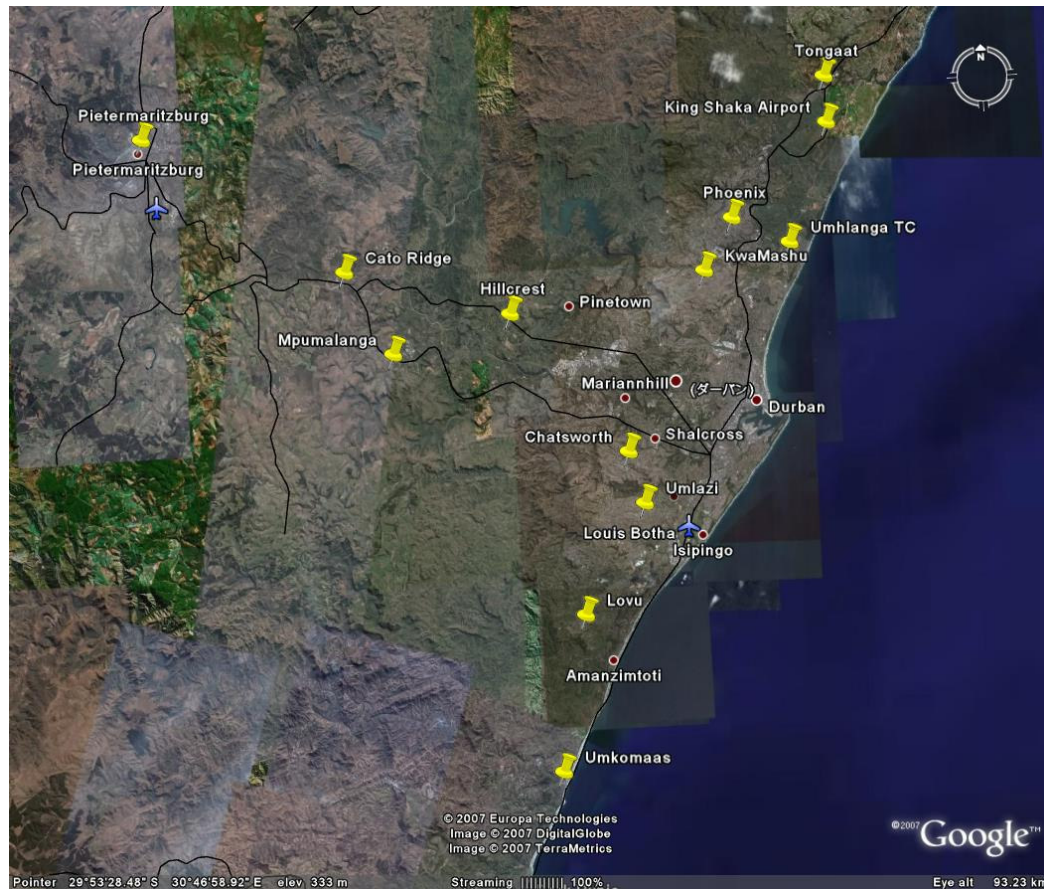 Tongaat
N
King Shaka Airport
Pietermaritzburg
Pietermaritzburg
Phoenix
Umhlanga TC
KwaMashu
Cato Ridge
Hillcrest
Pinetown
Mpumalanga
Mariannhill
(ダーバン)
Durban
Chatsworth
Shalcross
Umlazi
Louis Botha
Isipingo
Lovu
Amanzimtoti
Umkomaas
© 2007 Europa Technologies
Image © 2007 DigitalGlobe
Image © 2007 TerraMetrics
©2007 Google™
Pointer 29°53'28.48" S 30°46'58.92" E elev 333 m
Streaming |||||||||| 100%
Eye alt 93.23 km